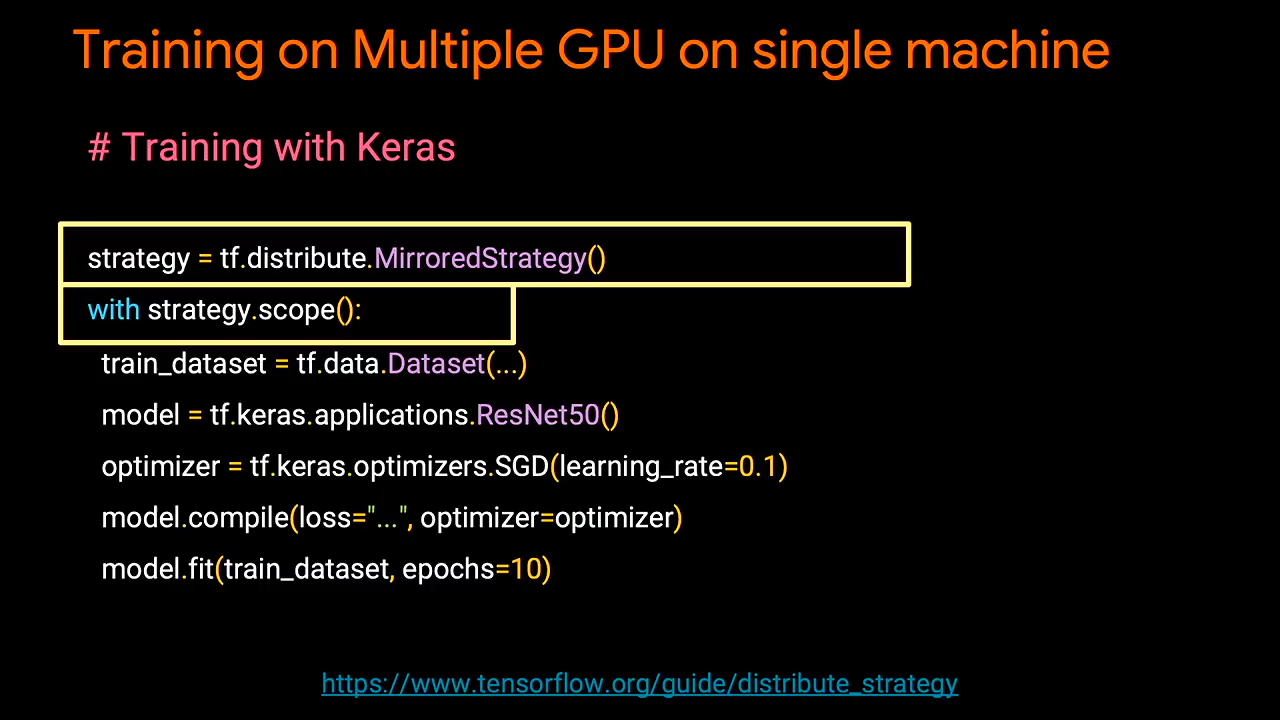 Training on Multiple GPU on single machine
# Training with Keras
strategy = tf.distribute.MirroredStrategy()
with strategy.scope():
train_dataset = tf.data.Dataset(...)
model = tf.keras.applications.ResNet50()
optimizer = tf.keras.optimizers.SGD(learning_rate=0.1)
model.compile(loss="...", optimizer=optimizer)
model.fit(train_dataset, epochs=10)
https://www.tensorflow.org/guide/distribute_strategy